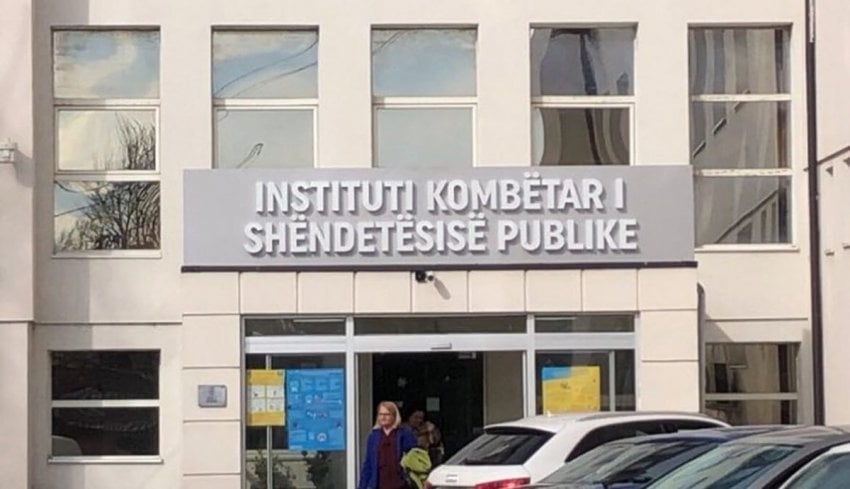 INSTITUTI KOMBËTAR I
SHËNDETËSISË PUBLIKE